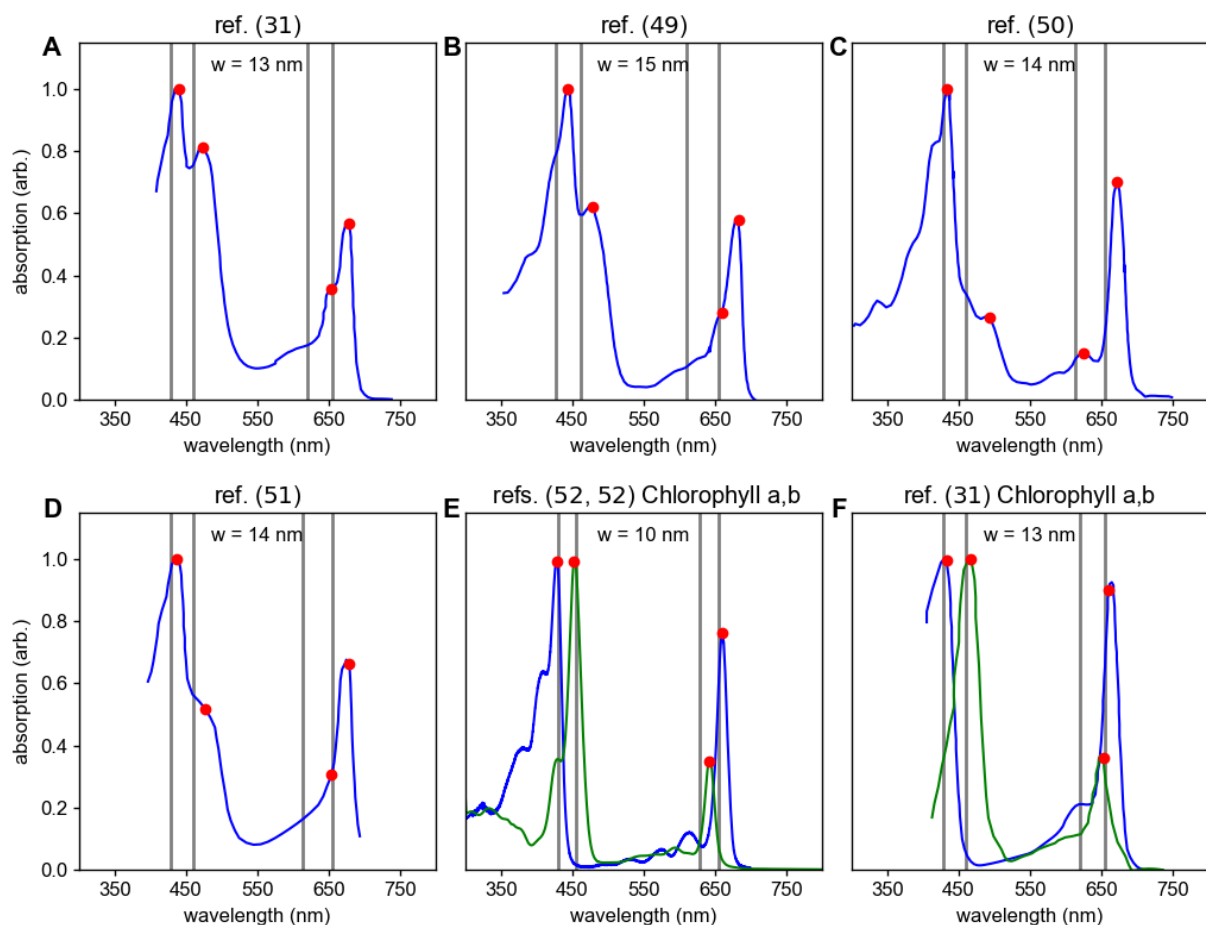 A ref. (31)
w = 13 nm
absorption (arb.)
1.0
0.8
0.6
0.4
0.2
0.0
350 450 550 650 750
wavelength (nm)
B ref. (49)
w = 15 nm
350 450 550 650 750
wavelength (nm)
C ref. (50)
w = 14 nm
350 450 550 650 750
wavelength (nm)
D ref. (51)
w = 14 nm
absorption (arb.)
1.0
0.8
0.6
0.4
0.2
0.0
350 450 550 650 750
wavelength (nm)
E refs. (52, 52) Chlorophyll a,b
w = 10 nm
350 450 550 650 750
wavelength (nm)
F ref. (31) Chlorophyll a,b
w = 13 nm
350 450 550 650 750
wavelength (nm)